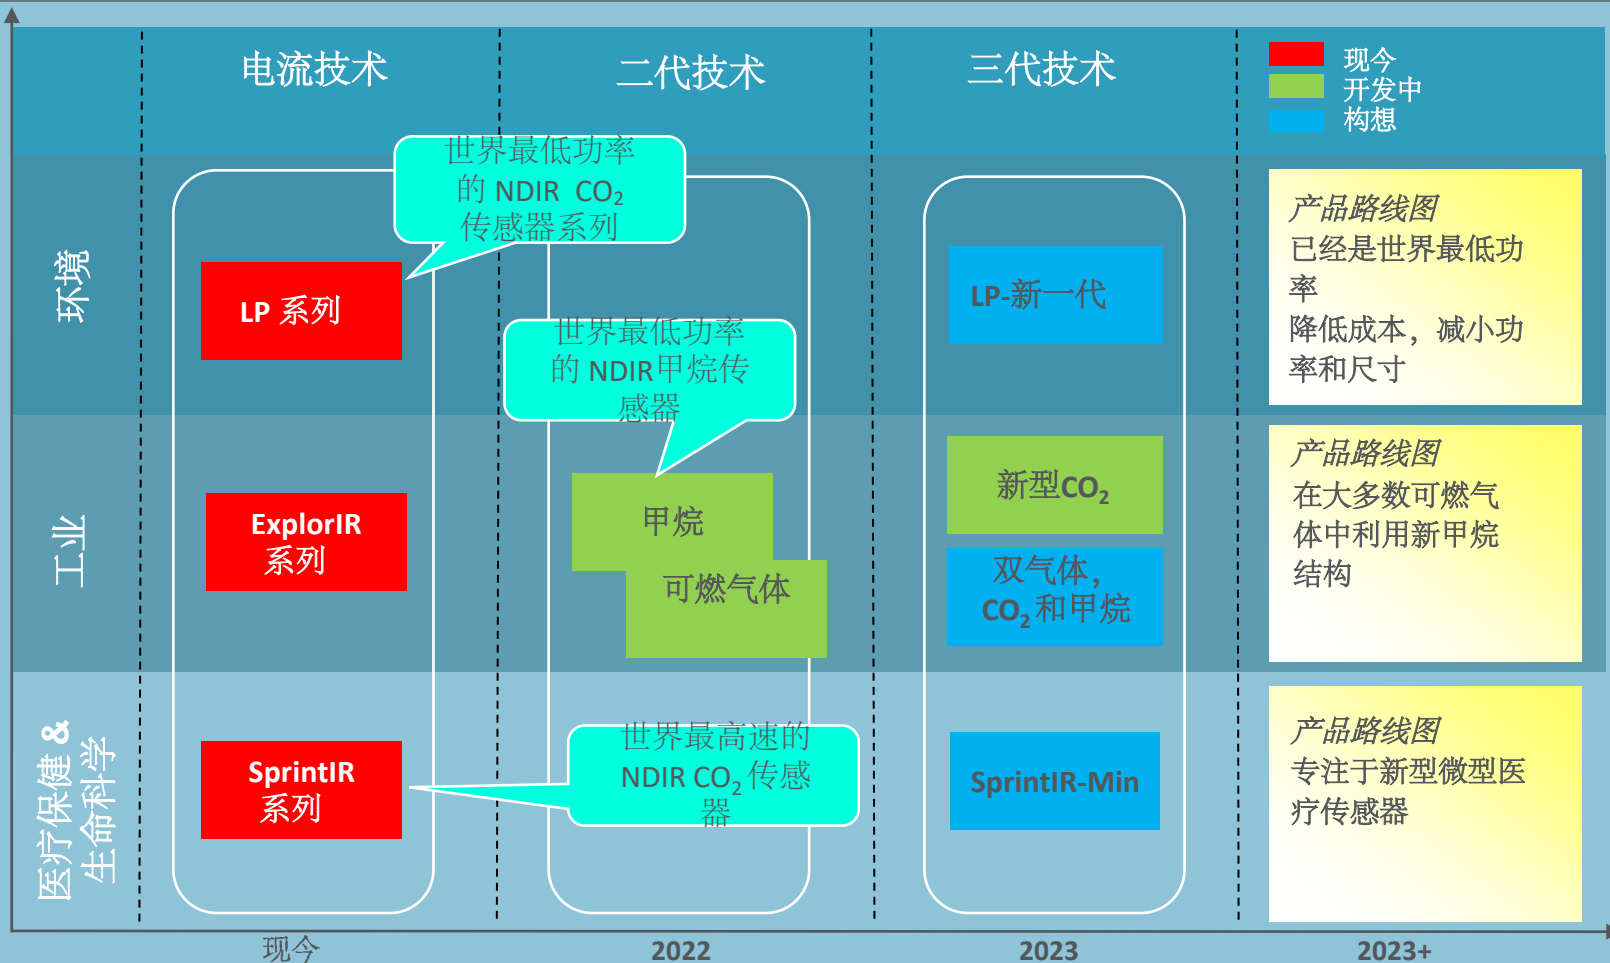 电流技术
二代技术
三代技术
现今
开发中
构想
环境
世界最低功率
的 NDIR CO₂
传感器系列
LP 系列
LP-新一代
产品路线图
已经是世界最低功
率
降低成本，减小功
率和尺寸
世界最低功率
的 NDIR甲烷传
感器
工业
ExplorIR
系列
甲烷
可燃气体
新型CO₂
双气体，
CO₂ 和甲烷
产品路线图
在大多数可燃气
体中利用新甲烷
结构
医疗保健 &
生命科学
SprintIR
系列
世界最高速的
NDIR CO₂ 传感
器
SprintIR-Min
产品路线图
专注于新型微型医
疗传感器
现今
2022
2023
2023+